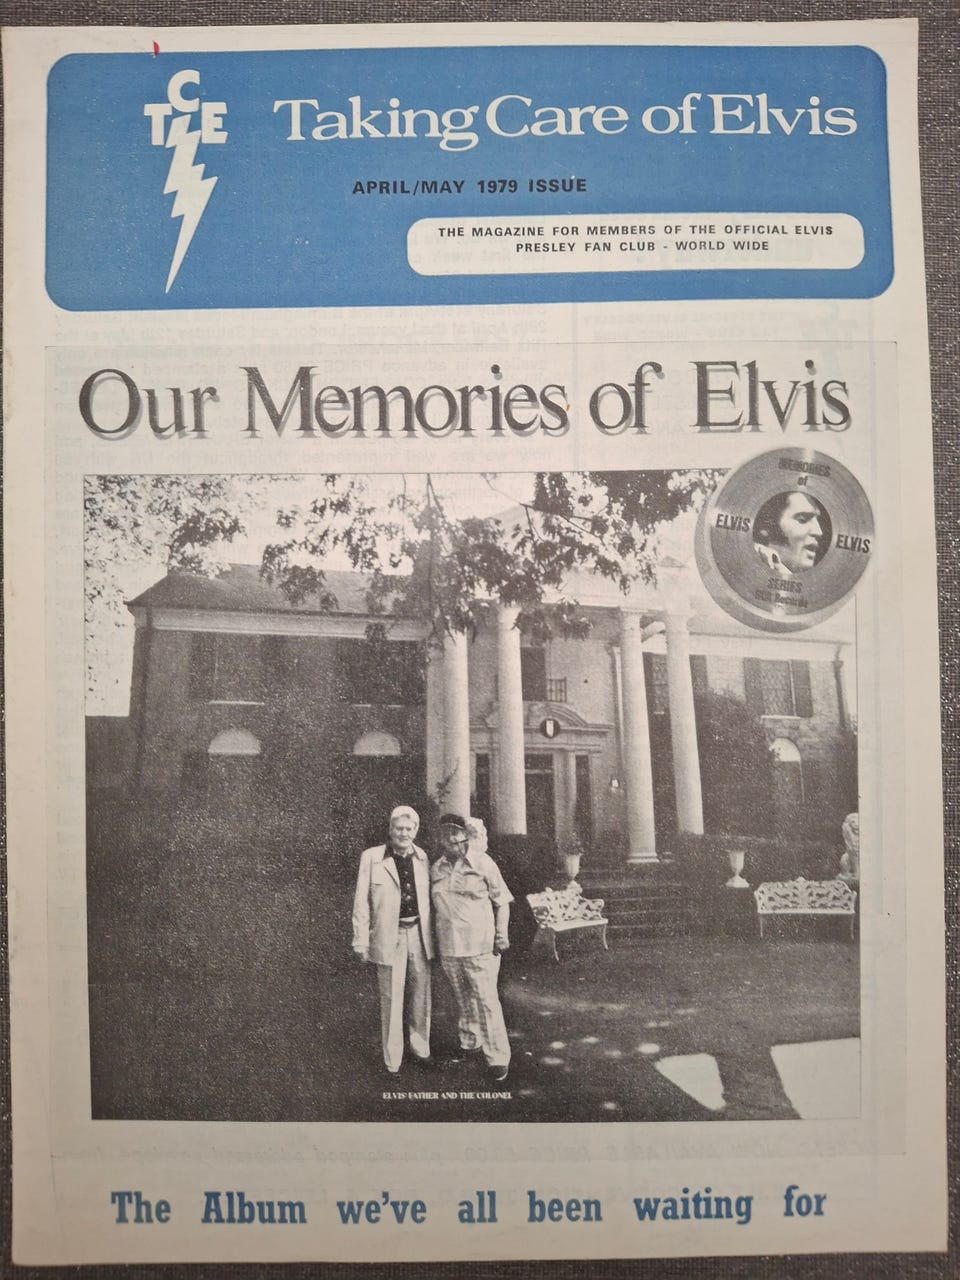 TCE
Taking Care of Elvis
APRIL/MAY 1979 ISSUE
THE MAGAZINE FOR MEMBERS OF THE OFFICIAL ELVIS
PRESLEY FAN CLUB - WORLD WIDE
Our Memories of Elvis
MEMORIES
of
ELVIS
ELVIS
SERIES
Records
ELVIS' FATHER AND THE COLONEL
The Album we've all been waiting for